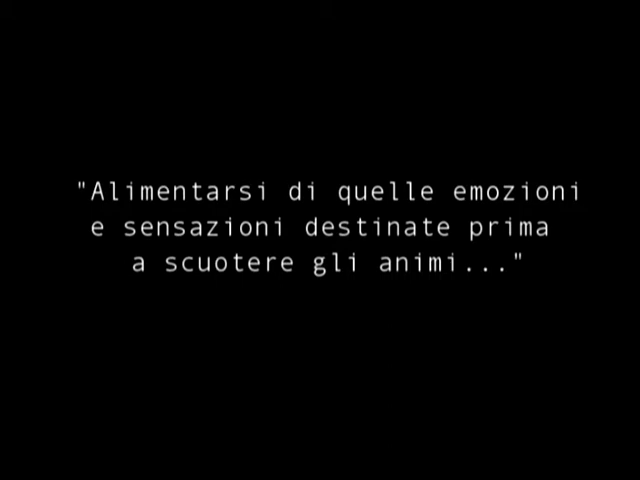 "Alimentarsi di quelle emozioni
e sensazioni destinate prima
a scuotere gli animi..."